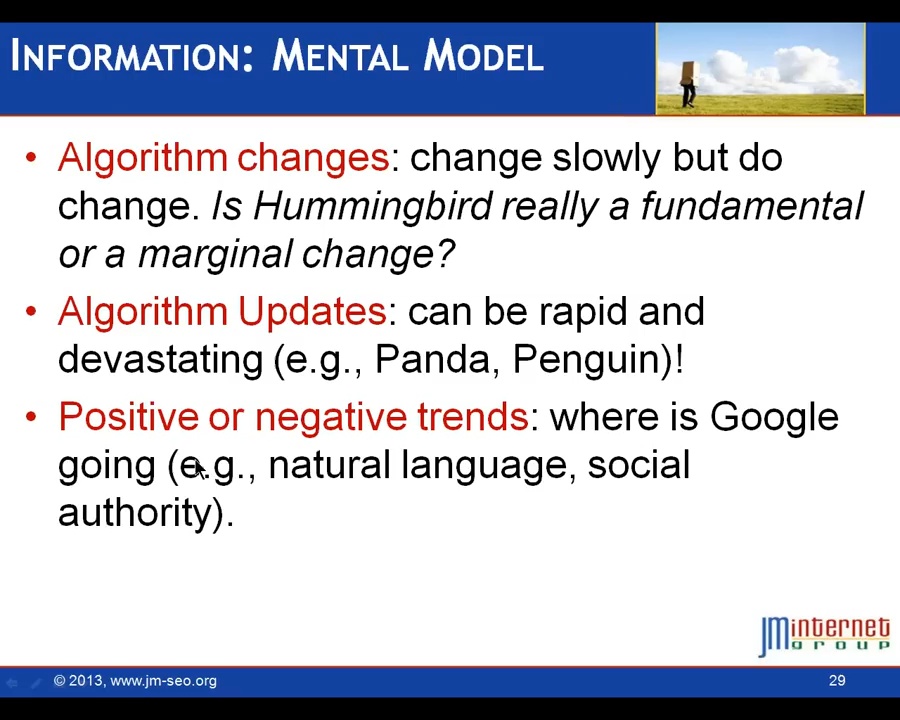 INFORMATION: MENTAL MODEL
• Algorithm changes: change slowly but do
change. Is Hummingbird really a fundamental
or a marginal change?
• Algorithm Updates: can be rapid and
devastating (e.g., Panda, Penguin)!
• Positive or negative trends: where is Google
going (e.g., natural language, social
authority).
JMinternet
GROUP
© 2013, www.jm-seo.org
29